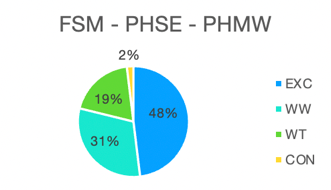 FSM - PHSE - PHMW
2%
19%
48%
31%
EXC
WW
WT
CON